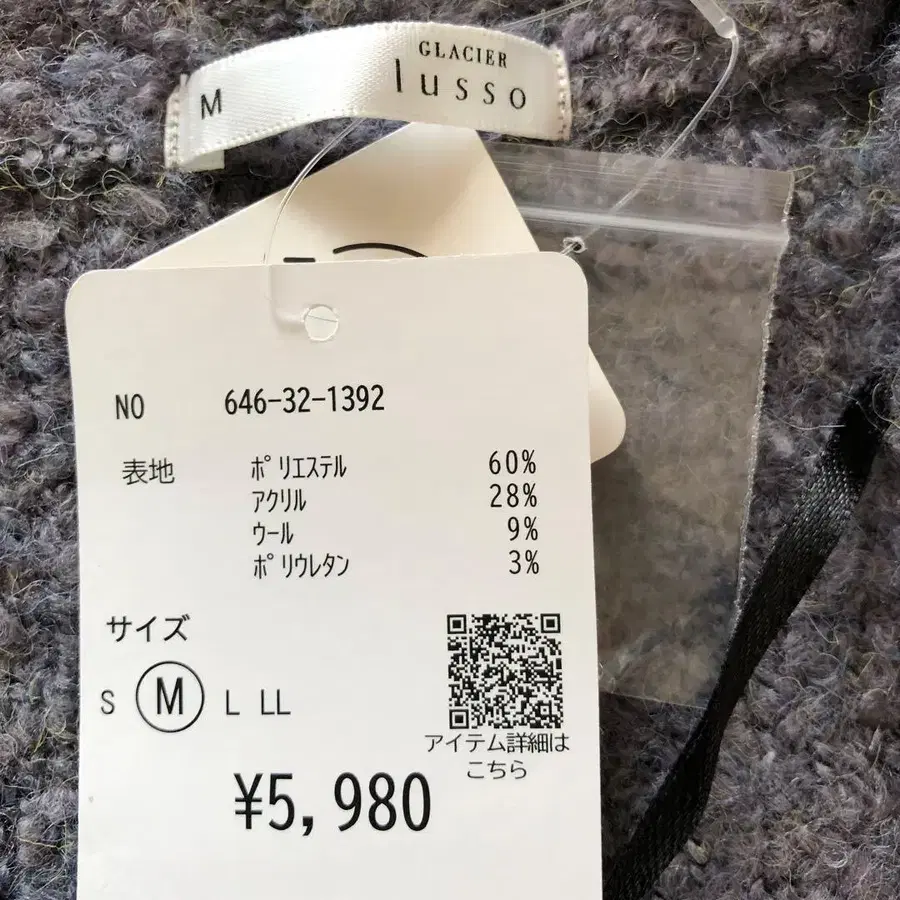 GLACIER
M lusso
NO 646-32-1392
表地 ﾎﾟﾘｴｽﾃﾙ 60%
ｱｸﾘﾙ 28%
ｳｰﾙ 9%
ﾎﾟﾘｳﾚﾀﾝ 3%
サイズ
S M L LL
アイテム詳細は
こちら
¥5,980